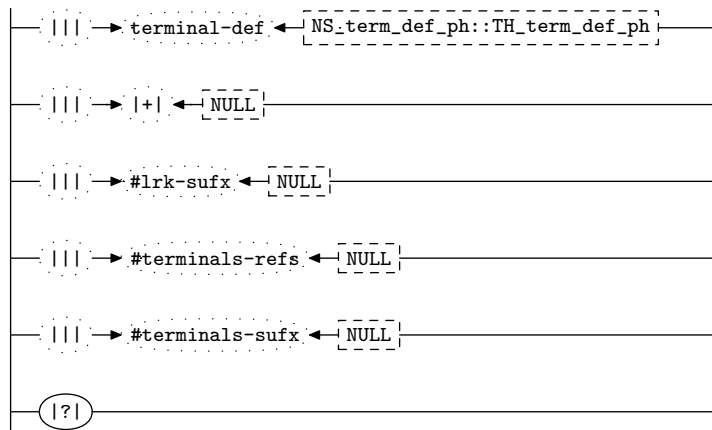 ||| terminal-def NS_term_def_ph::TH_term_def_ph
||| |+| NULL
||| #lrk-sufx NULL
||| #terminals-refs NULL
||| #terminals-sufx NULL
|?|